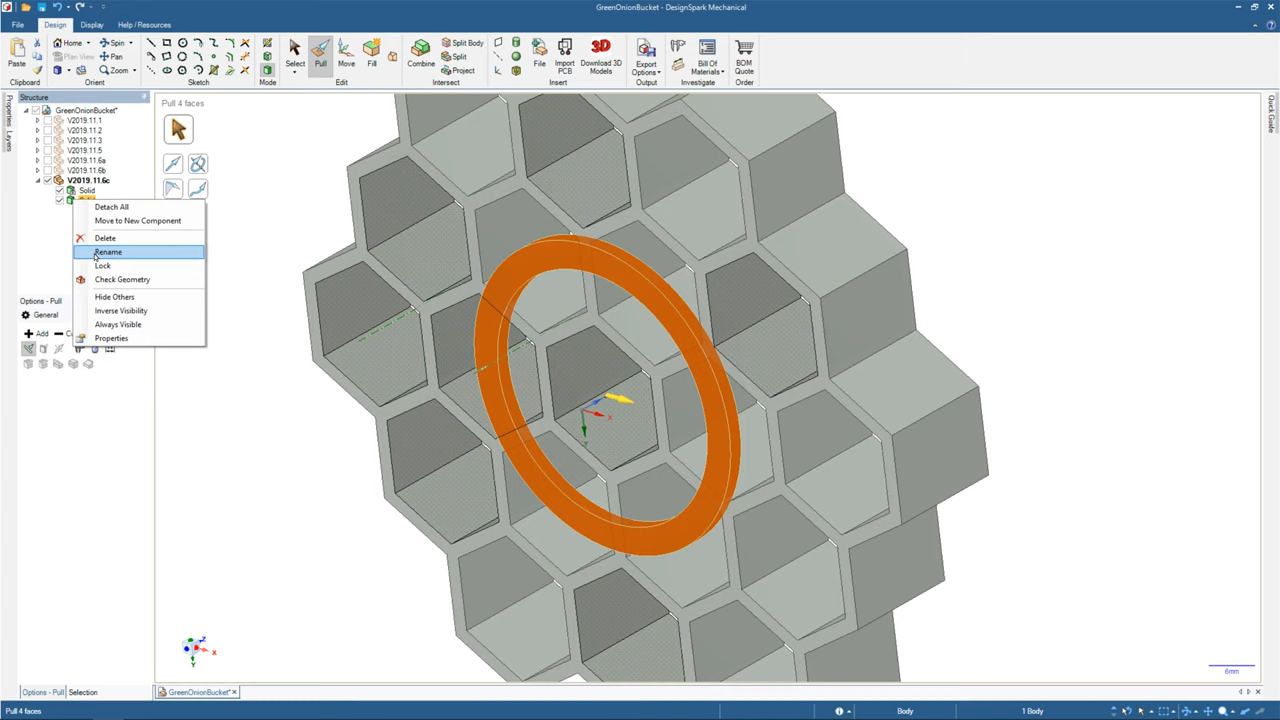 GreenOnionBucket - DesignSpark Mechanical
File Design Display Help / Resources
Home Spin
Plan View Pan
Zoom
Paste
Select Pull Move Fill
Combine
Split Body
Split
Project
File
Import PCB
Download 3D Models
Export Options
Bill Of Materials
BOM Quote
Clipboard Orient Sketch Mode Edit Intersect Insert Output Investigate Order
Structure
Properties
Layers
Quick Guide
GreenOnionBucket*
V2019.11.1
V2019.11.2
V2019.11.3
V2019.11.5
V2019.11.6a
V2019.11.6b
V2019.11.6c
Solid
Pull 4 faces
Detach All
Move to New Component
Delete
Rename
Lock
Check Geometry
Hide Others
Inverse Visibility
Always Visible
Properties
Options - Pull
General
Add
X
Y
Z
X
Y
6mm
Options - Pull Selection
GreenOnionBucket*
Pull 4 faces
Body
1 Body